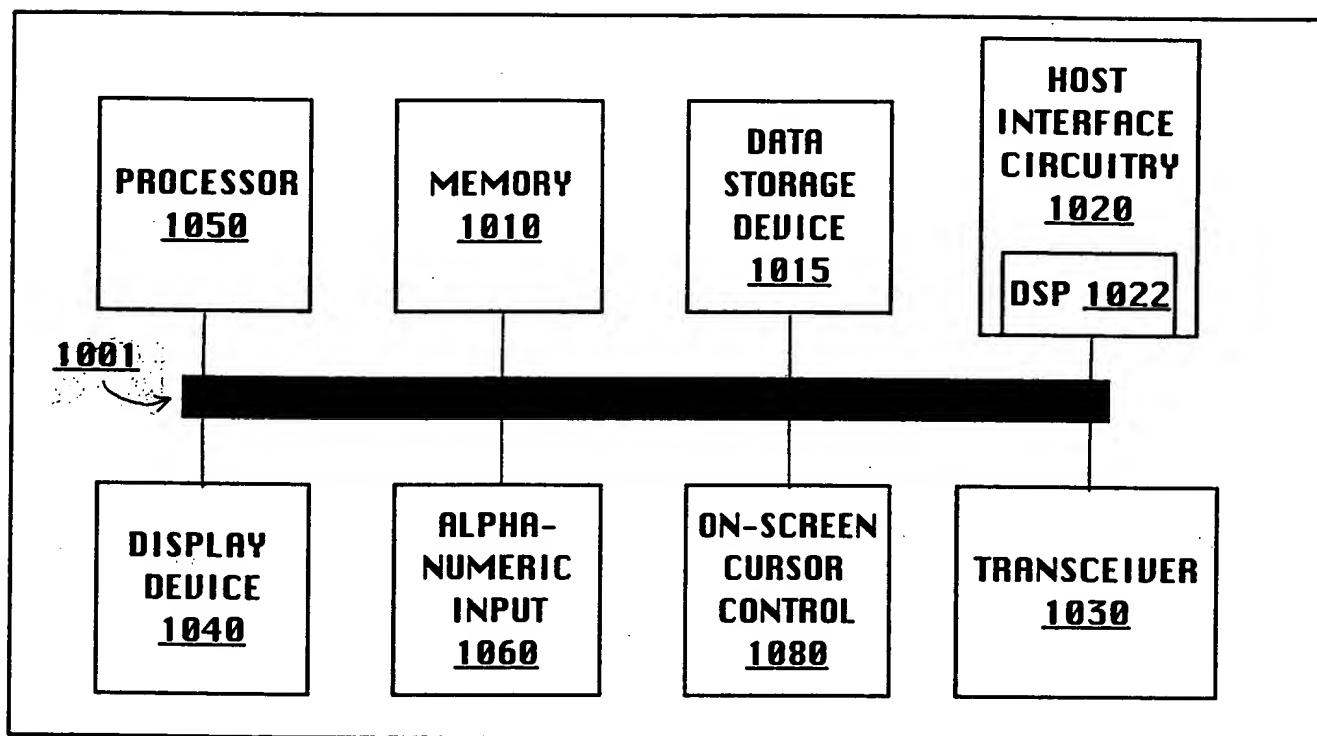 PROCESSOR
1050
MEMORY
1010
DATA
STORAGE
DEVICE
1015
HOST
INTERFACE
CIRCUITRY
1020
DSP 1022
1001
DISPLAY
DEVICE
1040
ALPHA-
NUMERIC
INPUT
1060
ON-SCREEN
CURSOR
CONTROL
1080
TRANSCEIVER
1030